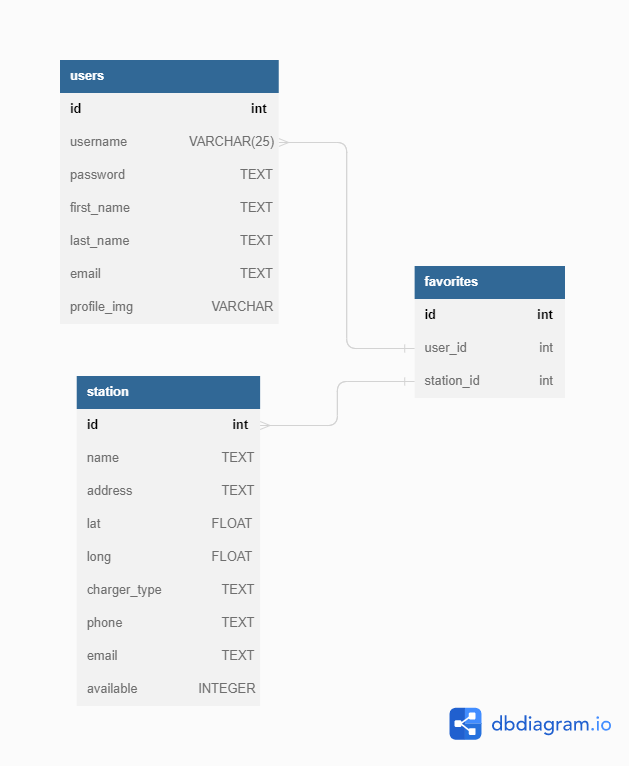 users
id int
username VARCHAR(25)
password TEXT
first_name TEXT
last_name TEXT
email TEXT
profile_img VARCHAR
favorites
id int
user_id int
station_id int
station
id int
name TEXT
address TEXT
lat FLOAT
long FLOAT
charger_type TEXT
phone TEXT
email TEXT
available INTEGER
dbdiagram.io